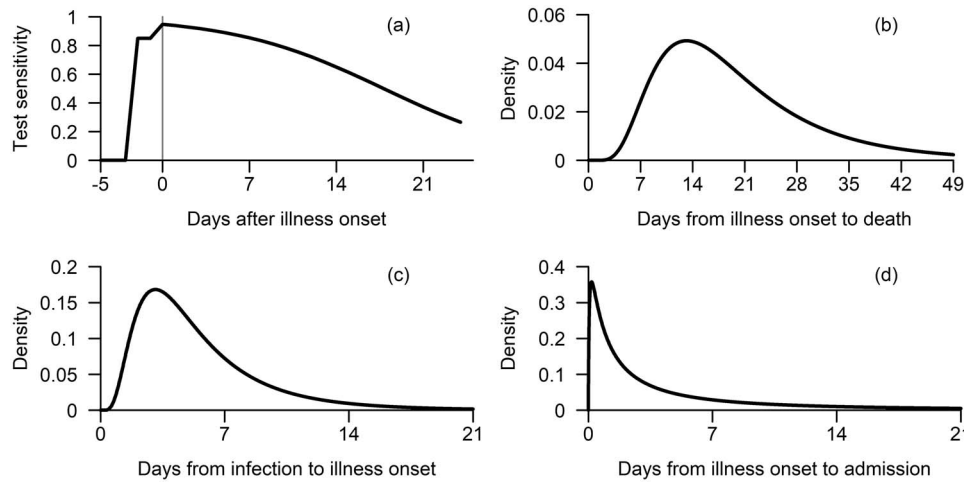 (a)
Test sensitivity
1
0.8
0.6
0.4
0.2
0
-5 0 7 14 21
Days after illness onset
(b)
Density
0.06
0.04
0.02
0
0 7 14 21 28 35 42 49
Days from illness onset to death
(c)
Density
0.2
0.15
0.1
0.05
0
0 7 14 21
Days from infection to illness onset
(d)
Density
0.4
0.3
0.2
0.1
0
0 7 14 21
Days from illness onset to admission